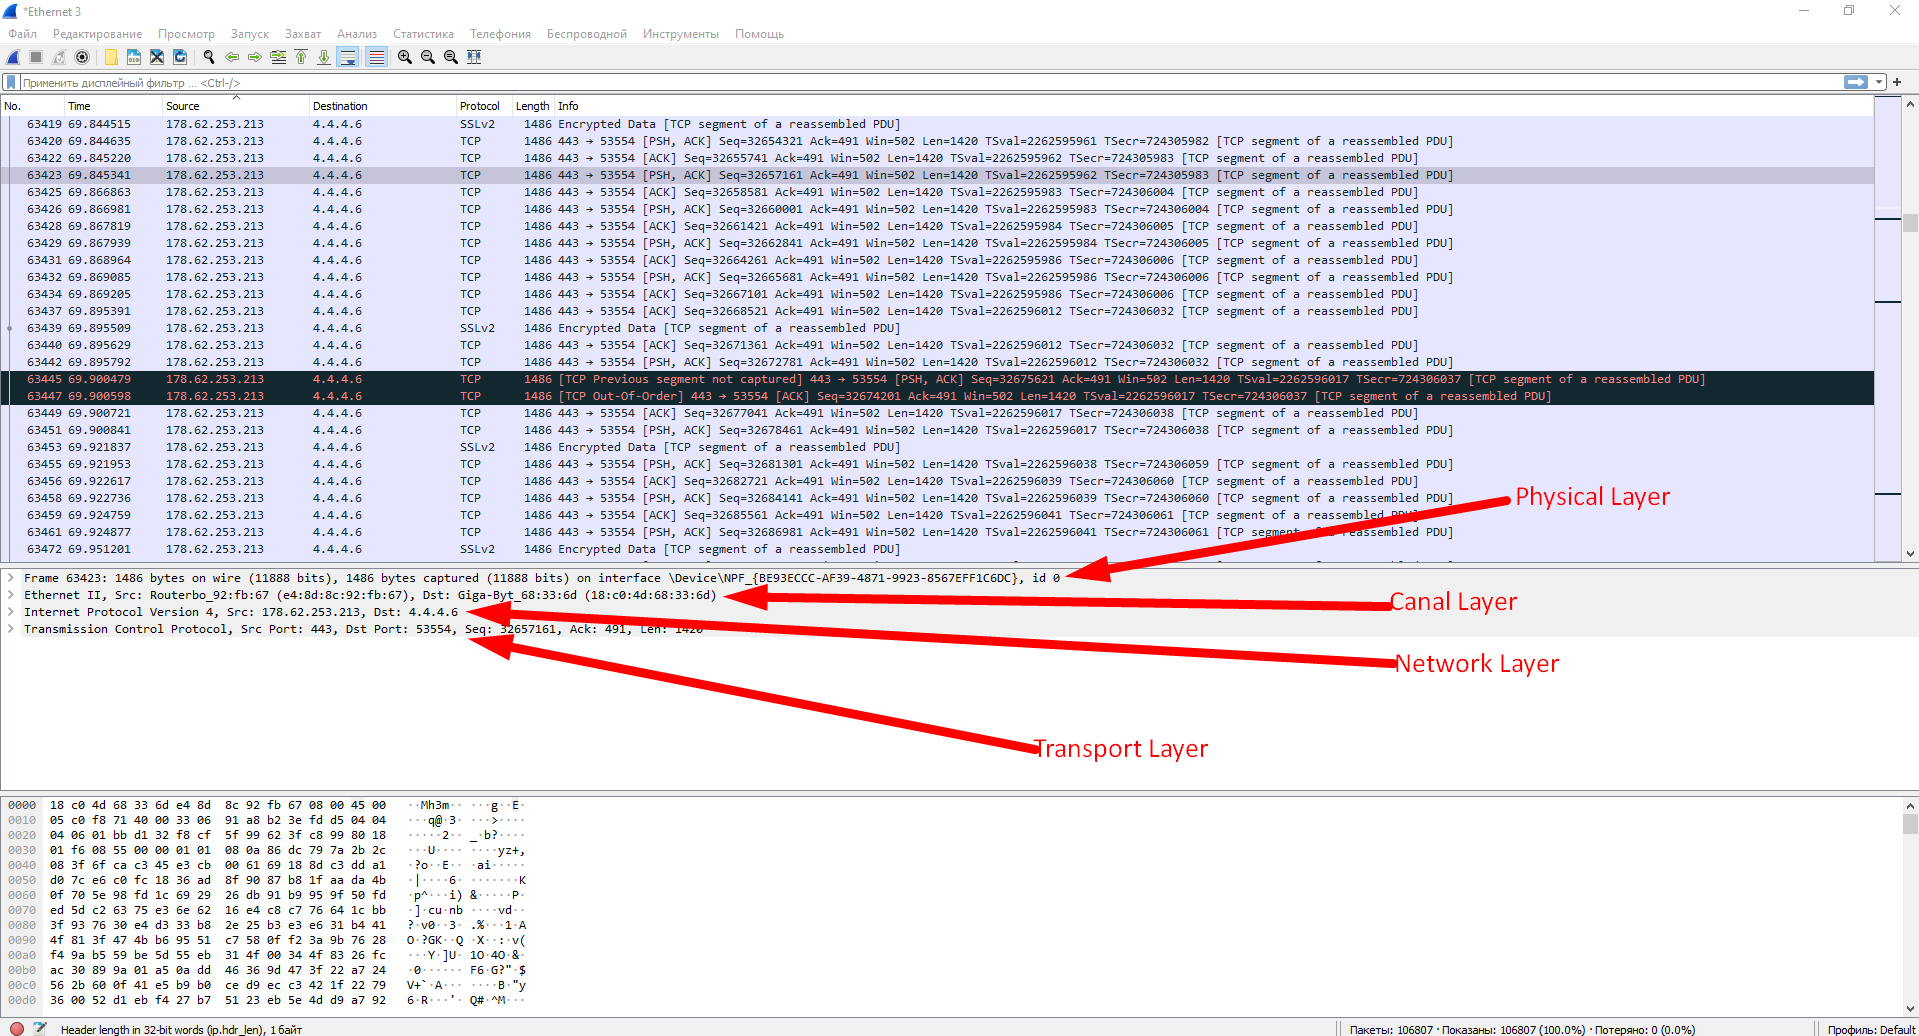 *Ethernet 3
Файл Редактирование Просмотр Запуск Захват Анализ Статистика Телефония Беспроводной Инструменты Помощь
Применить дисплейный фильтр ... <Ctrl-/>
No. Time Source Destination Protocol Length Info
63419 69.844515 178.62.253.213 4.4.4.6 SSLv2 1486 Encrypted Data [TCP segment of a reassembled PDU]
63420 69.844635 178.62.253.213 4.4.4.6 TCP 1486 443 → 53554 [PSH, ACK] Seq=32654321 Ack=491 Win=502 Len=1420 TSval=2262595961 TSecr=724305982 [TCP segment of a reassembled PDU]
63422 69.845220 178.62.253.213 4.4.4.6 TCP 1486 443 → 53554 [ACK] Seq=32655741 Ack=491 Win=502 Len=1420 TSval=2262595962 TSecr=724305983 [TCP segment of a reassembled PDU]
63423 69.845341 178.62.253.213 4.4.4.6 TCP 1486 443 → 53554 [PSH, ACK] Seq=32657161 Ack=491 Win=502 Len=1420 TSval=2262595962 TSecr=724305983 [TCP segment of a reassembled PDU]
63425 69.866863 178.62.253.213 4.4.4.6 TCP 1486 443 → 53554 [ACK] Seq=32658581 Ack=491 Win=502 Len=1420 TSval=2262595983 TSecr=724306004 [TCP segment of a reassembled PDU]
63426 69.866981 178.62.253.213 4.4.4.6 TCP 1486 443 → 53554 [PSH, ACK] Seq=32660001 Ack=491 Win=502 Len=1420 TSval=2262595983 TSecr=724306004 [TCP segment of a reassembled PDU]
63428 69.867819 178.62.253.213 4.4.4.6 TCP 1486 443 → 53554 [ACK] Seq=32661421 Ack=491 Win=502 Len=1420 TSval=2262595984 TSecr=724306005 [TCP segment of a reassembled PDU]
63429 69.867939 178.62.253.213 4.4.4.6 TCP 1486 443 → 53554 [PSH, ACK] Seq=32662841 Ack=491 Win=502 Len=1420 TSval=2262595984 TSecr=724306005 [TCP segment of a reassembled PDU]
63431 69.868964 178.62.253.213 4.4.4.6 TCP 1486 443 → 53554 [ACK] Seq=32664261 Ack=491 Win=502 Len=1420 TSval=2262595986 TSecr=724306006 [TCP segment of a reassembled PDU]
63432 69.869085 178.62.253.213 4.4.4.6 TCP 1486 443 → 53554 [PSH, ACK] Seq=32665681 Ack=491 Win=502 Len=1420 TSval=2262595986 TSecr=724306006 [TCP segment of a reassembled PDU]
63434 69.869205 178.62.253.213 4.4.4.6 TCP 1486 443 → 53554 [ACK] Seq=32667101 Ack=491 Win=502 Len=1420 TSval=2262595986 TSecr=724306006 [TCP segment of a reassembled PDU]
63437 69.895391 178.62.253.213 4.4.4.6 TCP 1486 443 → 53554 [ACK] Seq=32668521 Ack=491 Win=502 Len=1420 TSval=2262596012 TSecr=724306032 [TCP segment of a reassembled PDU]
63439 69.895509 178.62.253.213 4.4.4.6 SSLv2 1486 Encrypted Data [TCP segment of a reassembled PDU]
63440 69.895629 178.62.253.213 4.4.4.6 TCP 1486 443 → 53554 [ACK] Seq=32671361 Ack=491 Win=502 Len=1420 TSval=2262596012 TSecr=724306032 [TCP segment of a reassembled PDU]
63442 69.895792 178.62.253.213 4.4.4.6 TCP 1486 443 → 53554 [PSH, ACK] Seq=32672781 Ack=491 Win=502 Len=1420 TSval=2262596012 TSecr=724306032 [TCP segment of a reassembled PDU]
63445 69.900479 178.62.253.213 4.4.4.6 TCP 1486 [TCP Previous segment not captured] 443 → 53554 [PSH, ACK] Seq=32675621 Ack=491 Win=502 Len=1420 TSval=2262596017 TSecr=724306037 [TCP segment of a reassembled PDU]
63447 69.900598 178.62.253.213 4.4.4.6 TCP 1486 [TCP Out-Of-Order] 443 → 53554 [ACK] Seq=32674201 Ack=491 Win=502 Len=1420 TSval=2262596017 TSecr=724306037 [TCP segment of a reassembled PDU]
63449 69.900721 178.62.253.213 4.4.4.6 TCP 1486 443 → 53554 [ACK] Seq=32677041 Ack=491 Win=502 Len=1420 TSval=2262596017 TSecr=724306038 [TCP segment of a reassembled PDU]
63451 69.900841 178.62.253.213 4.4.4.6 TCP 1486 443 → 53554 [PSH, ACK] Seq=32678461 Ack=491 Win=502 Len=1420 TSval=2262596017 TSecr=724306038 [TCP segment of a reassembled PDU]
63453 69.921837 178.62.253.213 4.4.4.6 SSLv2 1486 Encrypted Data [TCP segment of a reassembled PDU]
63455 69.921953 178.62.253.213 4.4.4.6 TCP 1486 443 → 53554 [PSH, ACK] Seq=32681301 Ack=491 Win=502 Len=1420 TSval=2262596038 TSecr=724306059 [TCP segment of a reassembled PDU]
63456 69.922617 178.62.253.213 4.4.4.6 TCP 1486 443 → 53554 [ACK] Seq=32682721 Ack=491 Win=502 Len=1420 TSval=2262596039 TSecr=724306060 [TCP segment of a reassembled PDU]
63458 69.922736 178.62.253.213 4.4.4.6 TCP 1486 443 → 53554 [PSH, ACK] Seq=32684141 Ack=491 Win=502 Len=1420 TSval=2262596039 TSecr=724306060 [TCP segment of a reassembled PDU]
Physical Layer
63459 69.924759 178.62.253.213 4.4.4.6 TCP 1486 443 → 53554 [ACK] Seq=32685561 Ack=491 Win=502 Len=1420 TSval=2262596041 TSecr=724306061 [TCP segment of a reassembled PDU]
63461 69.924877 178.62.253.213 4.4.4.6 TCP 1486 443 → 53554 [PSH, ACK] Seq=32686981 Ack=491 Win=502 Len=1420 TSval=2262596041 TSecr=724306061 [TCP segment of a reassembled PDU]
63472 69.951201 178.62.253.213 4.4.4.6 SSLv2 1486 Encrypted Data [TCP segment of a reassembled PDU]
Frame 63423: 1486 bytes on wire (11888 bits), 1486 bytes captured (11888 bits) on interface \Device\NPF_{BE93ECCC-AF39-4871-9923-8567EFF1C6DC}, id 0
Ethernet II, Src: Routerbo_92:fb:67 (e4:8d:8c:92:fb:67), Dst: Giga-Byt_68:33:6d (18:c0:4d:68:33:6d)
Canal Layer
Internet Protocol Version 4, Src: 178.62.253.213, Dst: 4.4.4.6
Transmission Control Protocol, Src Port: 443, Dst Port: 53554, Seq: 32657161, Ack: 491, Len: 1420
Network Layer
Transport Layer
0000 18 c0 4d 68 33 6d e4 8d 8c 92 fb 67 08 00 45 00 ··Mh3m·· ···g··E·
0010 05 c0 f8 71 40 00 33 06 91 a8 b2 3e fd d5 04 04 ···q@·3· ···>····
0020 04 06 01 bb d1 32 f8 cf 5f 99 62 3f c8 99 80 18 ·····2·· _·b?····
0030 01 f6 08 55 00 00 01 01 08 0a 86 dc 79 7a 2b 2c ···U···· ····yz+,
0040 08 3f 6f ca c3 45 e3 cb 00 61 69 18 8d c3 dd a1 ·?o··E·· ·ai·····
0050 d0 7c e6 c0 fc 18 36 ad 8f 90 87 b8 1f aa da 4b ·|····6· ·······K
0060 0f 70 5e 98 fd 1c 69 29 26 db 91 b9 95 9f 50 fd ·p^···i) &·····P·
0070 ed 5d c2 63 75 e3 6e 62 16 e4 c8 c7 76 64 1c bb ·]·cu·nb ····vd··
0080 3f 93 76 30 e4 d3 33 b8 2e 25 b3 e3 e6 31 b4 41 ?·v0··3· .%···1·A
0090 4f 81 3f 47 4b b6 95 51 c7 58 0f f2 3a 9b 76 28 O·?GK··Q ·X··:·v(
00a0 f4 9a b5 59 be 5d 55 eb 31 4f 00 34 4f 83 26 fc ···Y·]U· 1O·4O·&·
00b0 ac 30 89 9a 01 a5 0a dd 46 36 9d 47 3f 22 a7 24 ·0······ F6·G?"·$
00c0 56 2b 60 0f 41 e5 b9 b0 ce d9 ec c3 42 1f 22 79 V+`·A··· ····B·"y
00d0 36 00 52 d1 eb f4 27 b7 51 23 eb 5e 4d d9 a7 92 6·R···'· Q#·^M···
Header length in 32-bit words (ip.hdr_len), 1 байт Пакеты: 106807 · Показаны: 106807 (100.0%) · Потеряно: 0 (0.0%) Профиль: Default